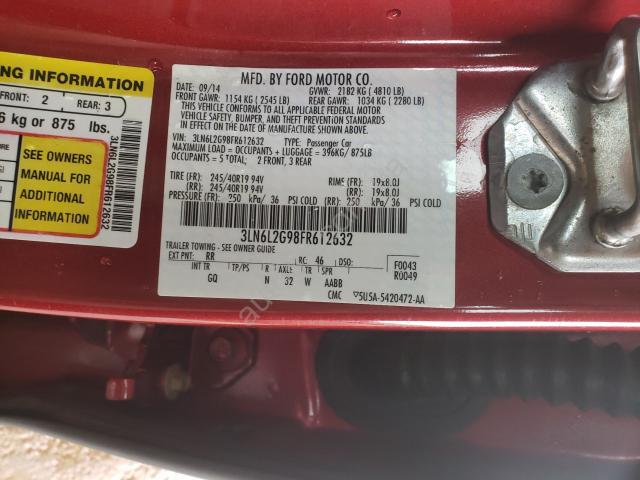 NG INFORMATION
FRONT: 2 REAR: 3
6 kg or 875 lbs.
SEE OWNERS
MANUAL FOR
ADDITIONAL
INFORMATION
3LN6L2G98FR612632
MFD. BY FORD MOTOR CO.
DATE: 09/14 GVWR: 2182 KG ( 4810 LB)
FRONT GAWR: 1154 KG ( 2545 LB) REAR GAWR: 1034 KG ( 2280 LB)
THIS VEHICLE CONFORMS TO ALL APPLICABLE FEDERAL MOTOR
VEHICLE SAFETY, BUMPER, AND THEFT PREVENTION STANDARDS
IN EFFECT ON THE DATE OF MANUFACTURE SHOWN ABOVE.
VIN: 3LN6L2G98FR612632 TYPE: Passenger Car
MAXIMUM LOAD = OCCUPANTS + LUGGAGE = 396KG/ 875LB
OCCUPANTS = 5 TOTAL: 2 FRONT, 3 REAR
TIRE (FR): 245/40R19 94V RIMS (FR): 19x8.0J
(RR): 245/40R19 94V (RR): 19x8.0J
PRESSURE (FR): 250 kPa/ 36 PSI COLD (RR): 250 kPa/ 36 PSI COLD
3LN6L2G98FR612632
TRAILER TOWING - SEE OWNER GUIDE
EXT PNT: RR RC: 46 DSO: F0043
INT TR TP/PS R AXLE TR SPR R0049
GQ N 32 W AABB
CMC 5USA-5420472-AA